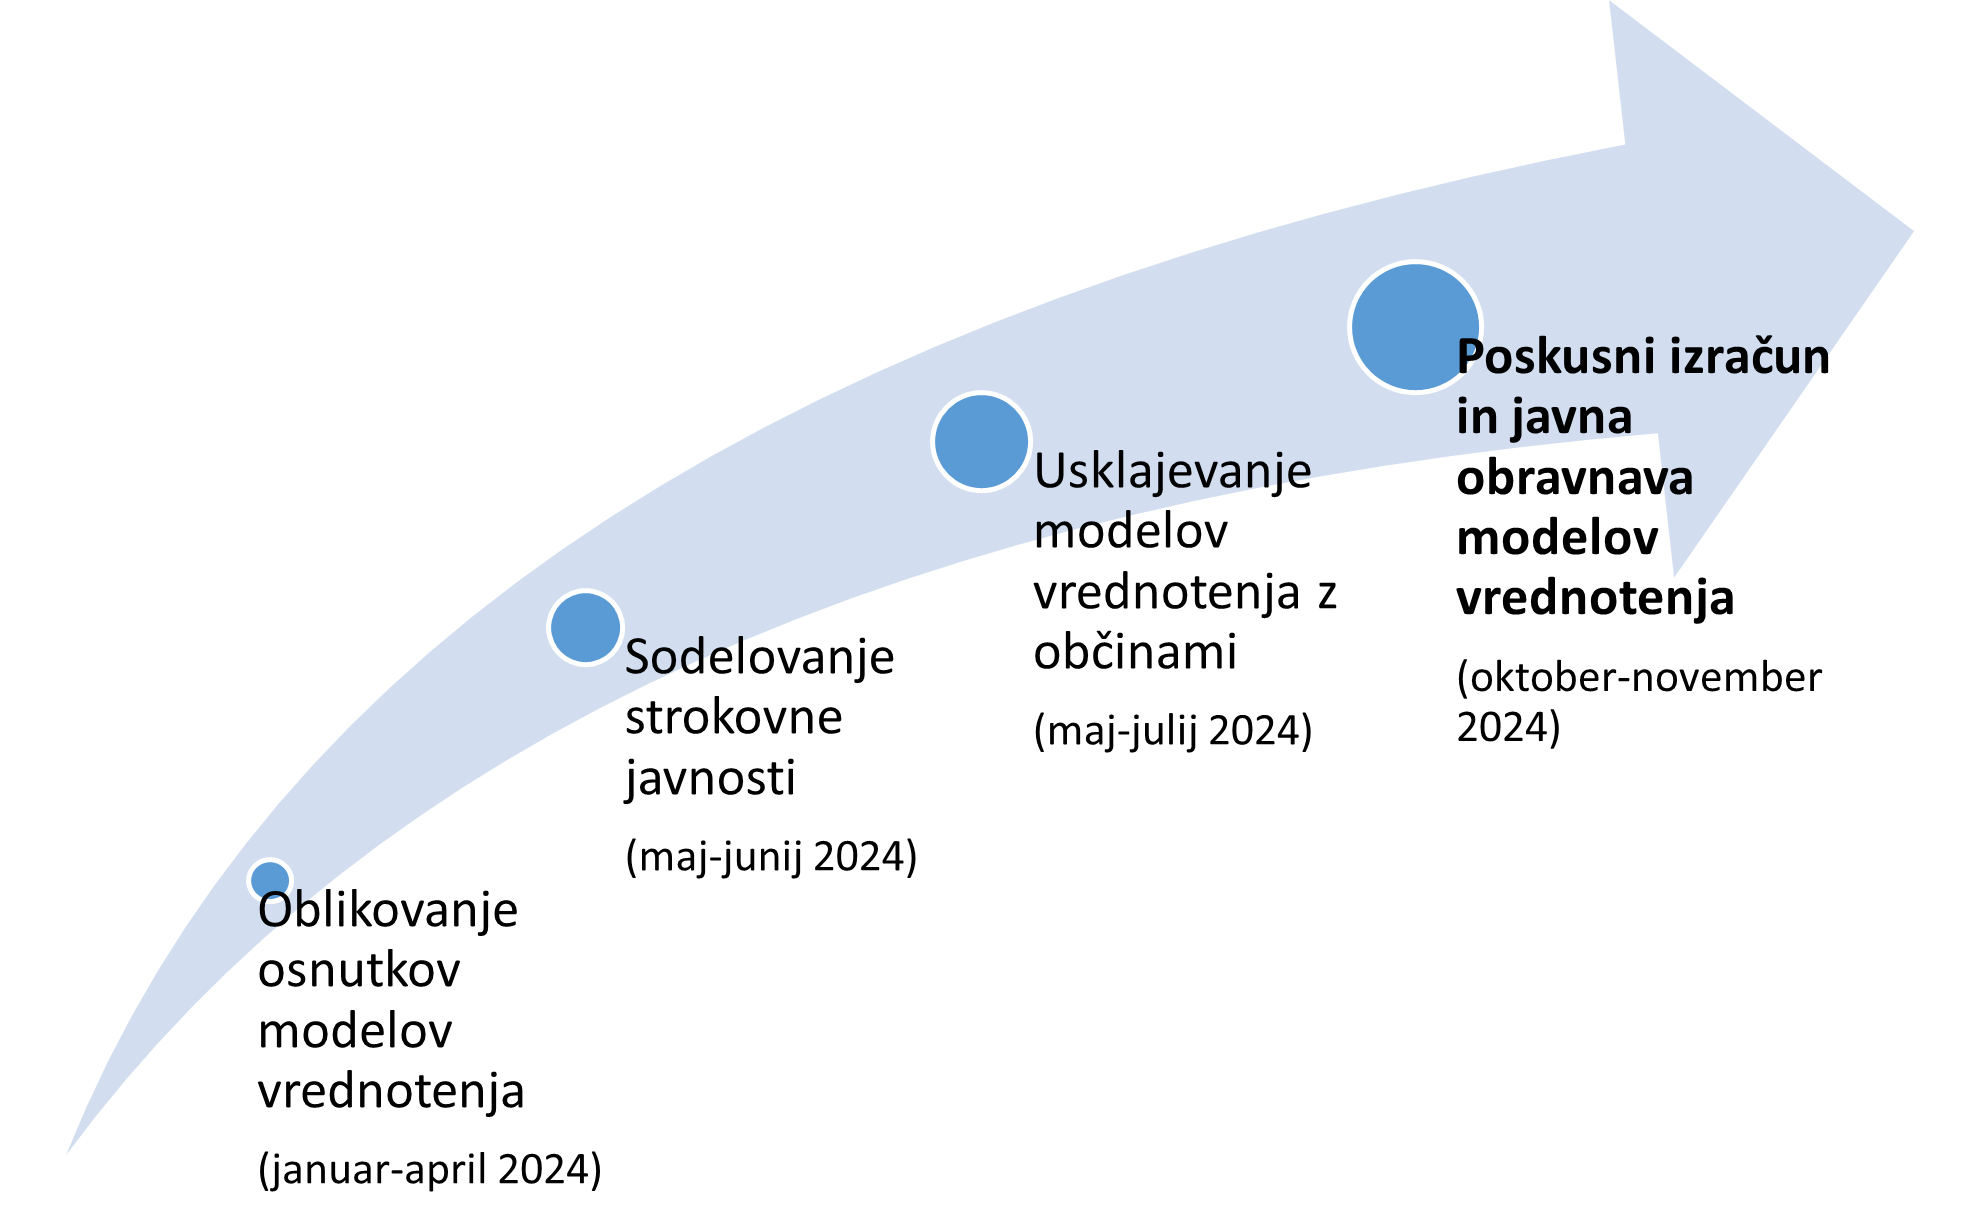 Oblikovanje
osnutkov
modelov
vrednotenja
(januar-april 2024)
Sodelovanje
strokovne
javnosti
(maj-junij 2024)
Usklajevanje
modelov
vrednotenja z
občinami
(maj-julij 2024)
Poskusni izračun
in javna
obravnava
modelov
vrednotenja
(oktober-november
2024)